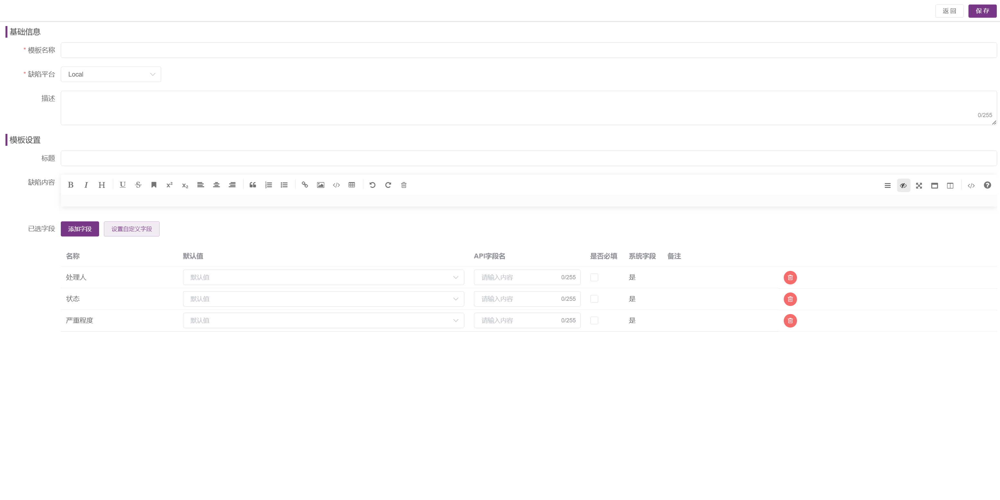 返 回 保 存
基础信息
* 模板名称
* 缺陷平台 Local
描述
0/255
模板设置
标题
缺陷内容
已选字段 添加字段 设置自定义字段
名称 默认值 API字段名 是否必填 系统字段 备注
处理人 默认值 请输入内容 0/255 是
状态 默认值 请输入内容 0/255 是
严重程度 默认值 请输入内容 0/255 是